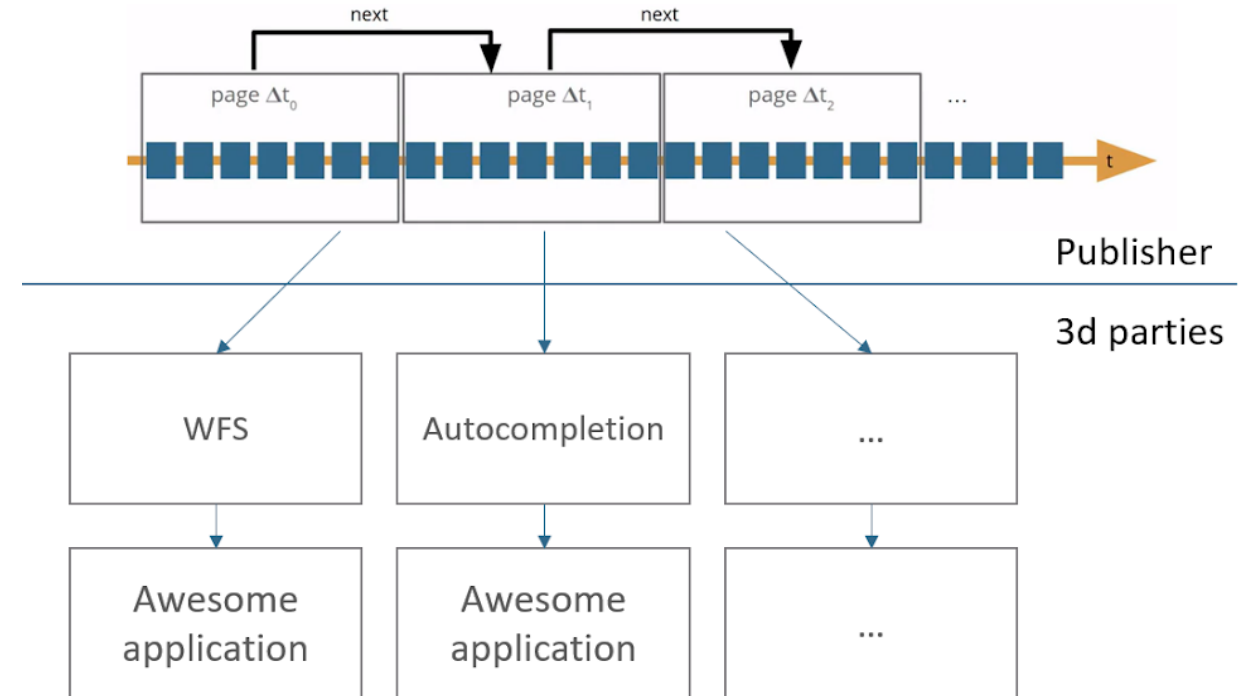 next next
page Δt₀ page Δt₁ page Δt₂ ...
t
Publisher
3d parties
WFS Autocompletion ...
Awesome Awesome
application application ...